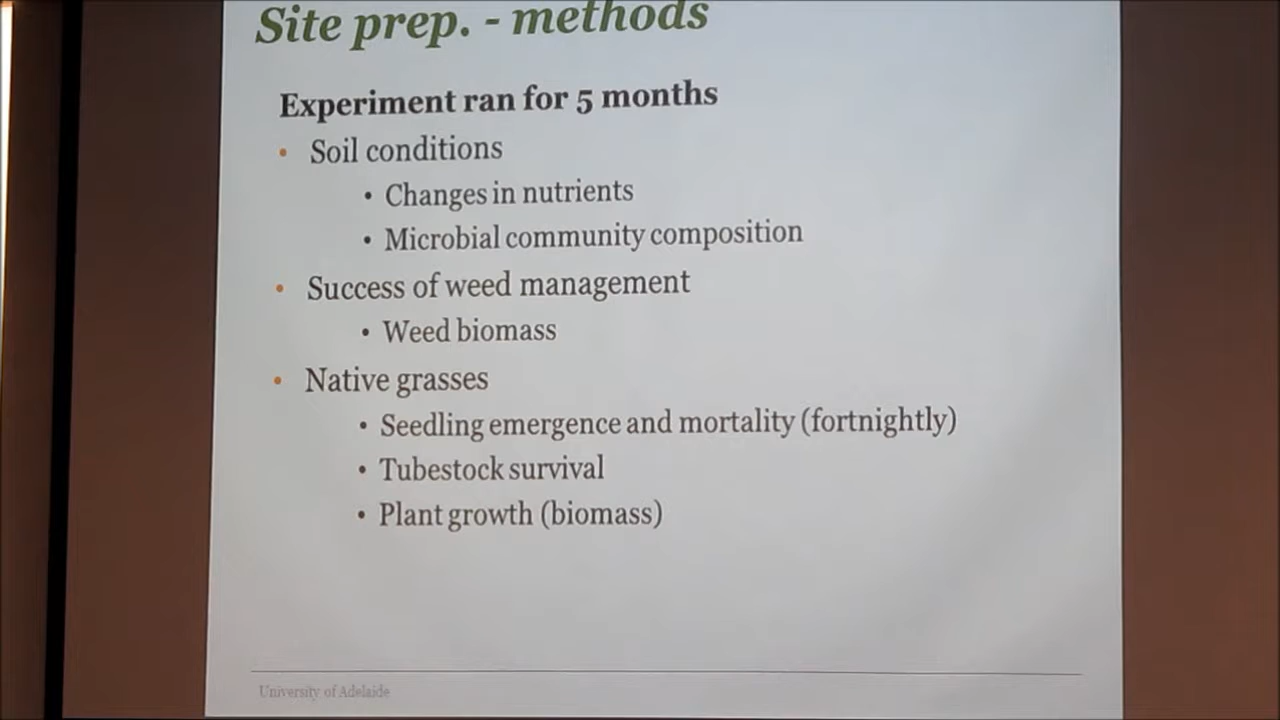 Site prep. - methods
Experiment ran for 5 months
• Soil conditions
• Changes in nutrients
• Microbial community composition
• Success of weed management
• Weed biomass
• Native grasses
• Seedling emergence and mortality (fortnightly)
• Tubestock survival
• Plant growth (biomass)
University of Adelaide